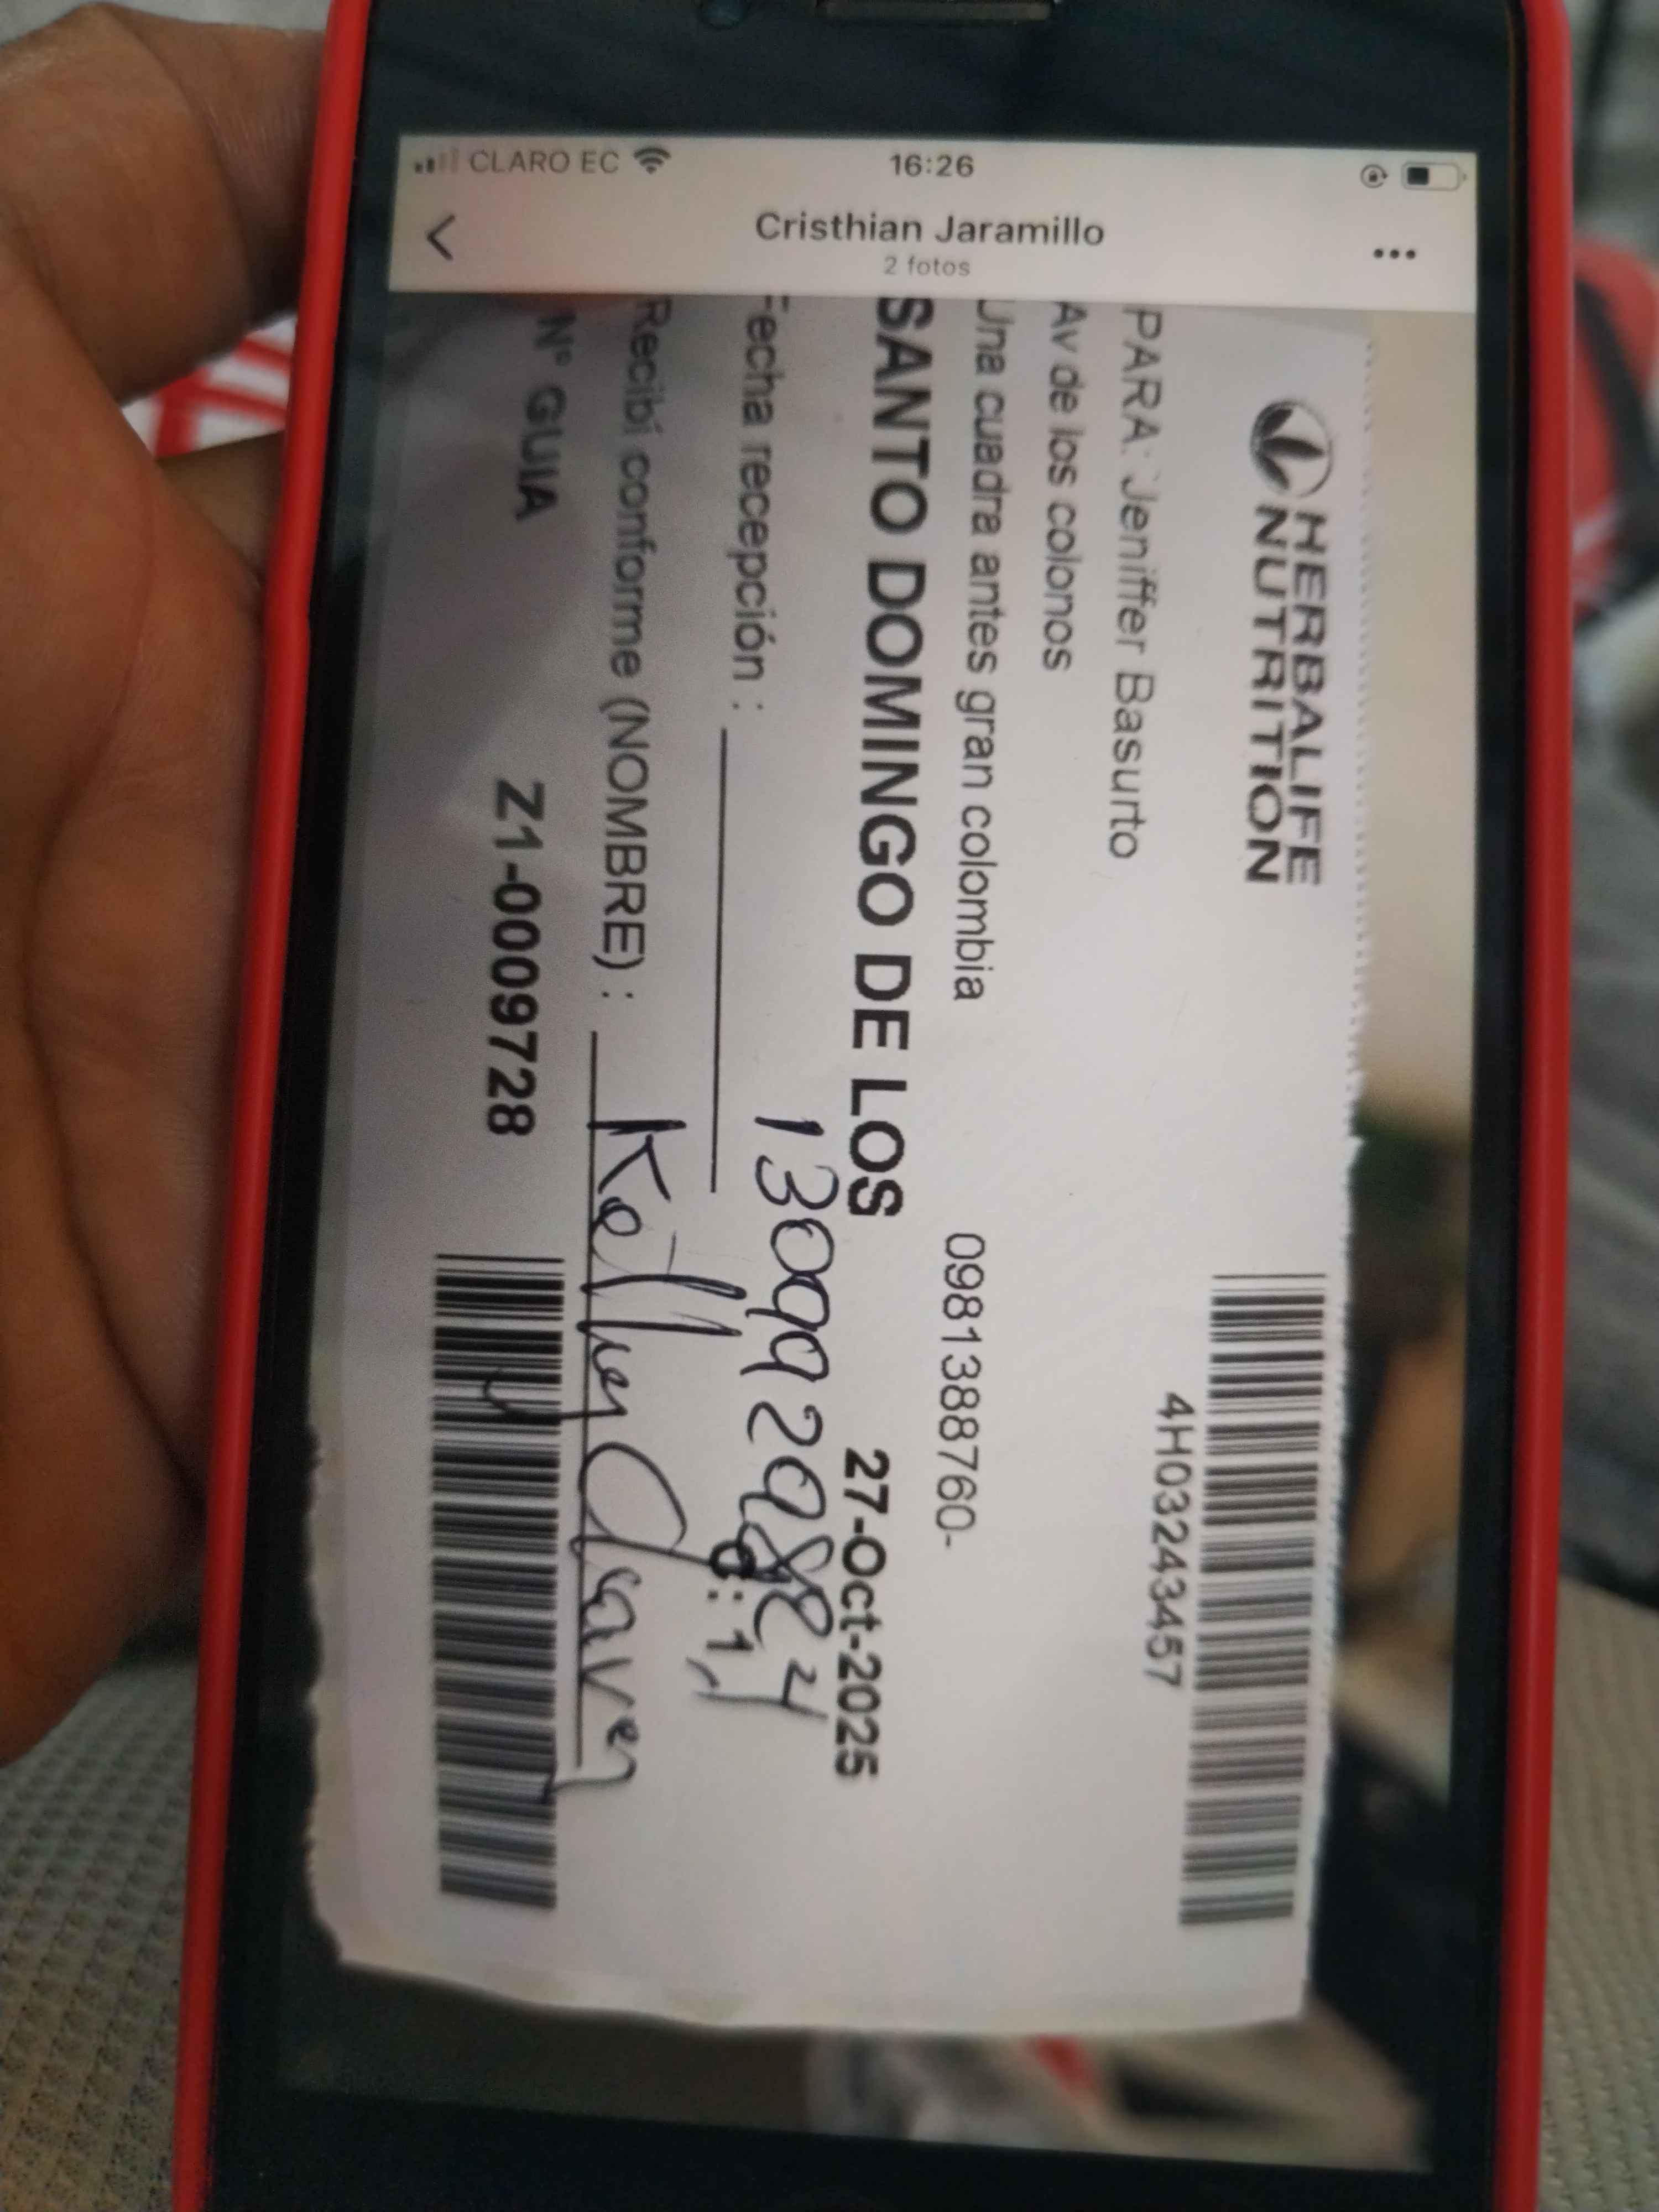 CLARO EC
16:26
Cristhian Jaramillo
2 fotos
HERBALIFE
NUTRITION
4H03243457
PARA: Jeniffer Basurto
Av de los colonos
Una cuadra antes gran colombia
0981388760-
SANTO DOMINGO DE LOS
27-Oct-2025
Fecha recepción :
Recibí conforme (NOMBRE) :
Kelly
N° GUIA
Z1-0009728